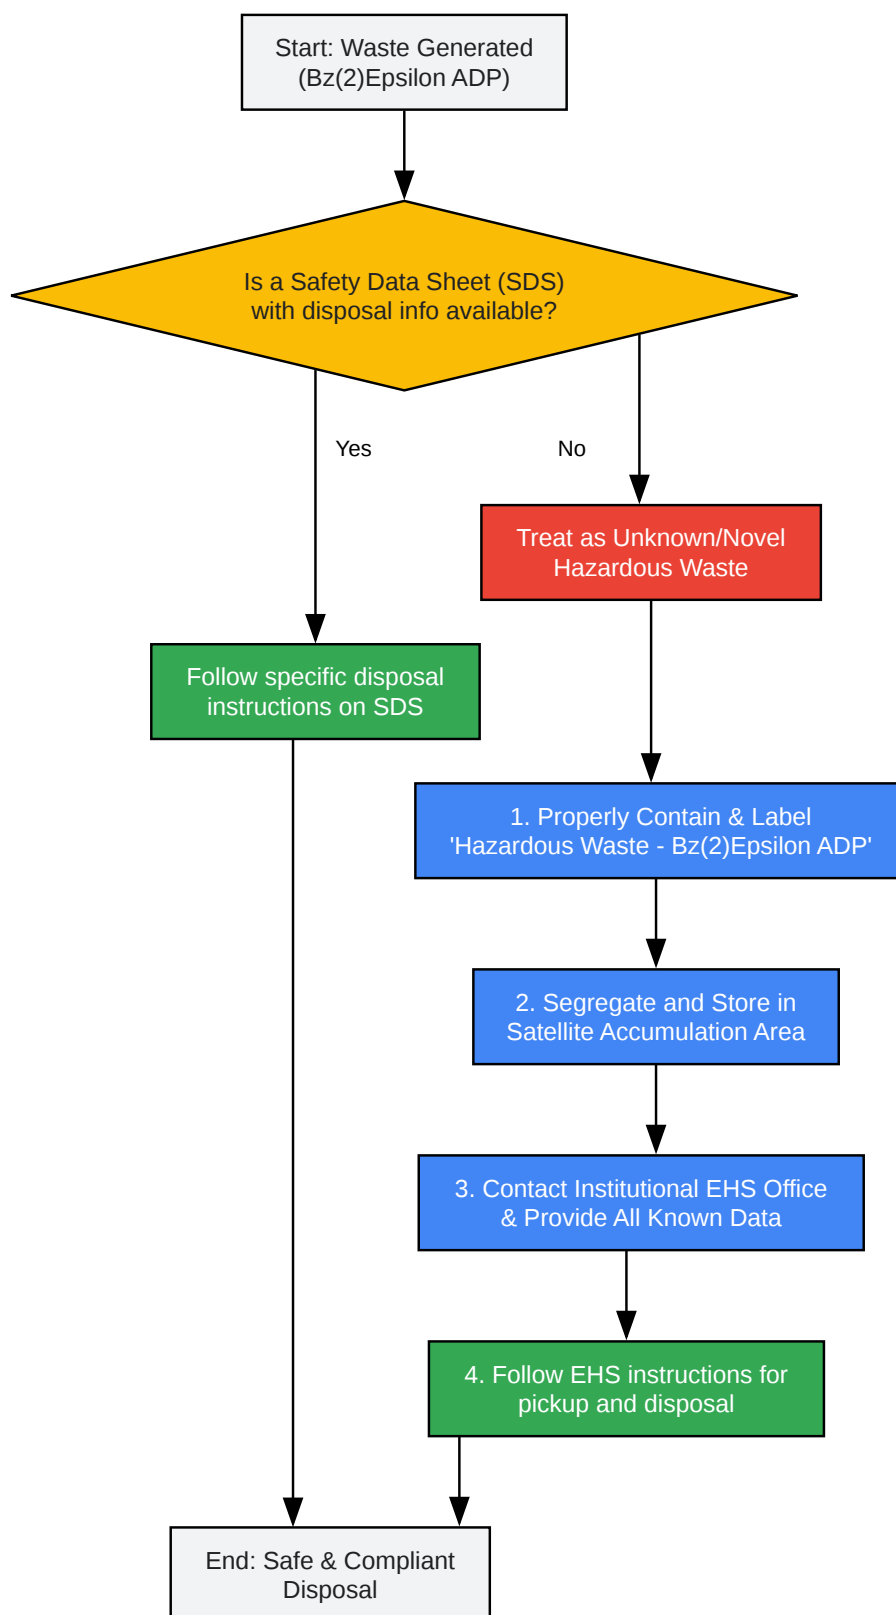 Start: Waste Generated
(Bz(2)Epsilon ADP)
Is a Safety Data Sheet (SDS)
with disposal info available?
Yes
No
Treat as Unknown/Novel
Hazardous Waste
Follow specific disposal
instructions on SDS
1. Properly Contain & Label
'Hazardous Waste - Bz(2)Epsilon ADP'
2. Segregate and Store in
Satellite Accumulation Area
3. Contact Institutional EHS Office
& Provide All Known Data
4. Follow EHS instructions for
pickup and disposal
End: Safe & Compliant
Disposal